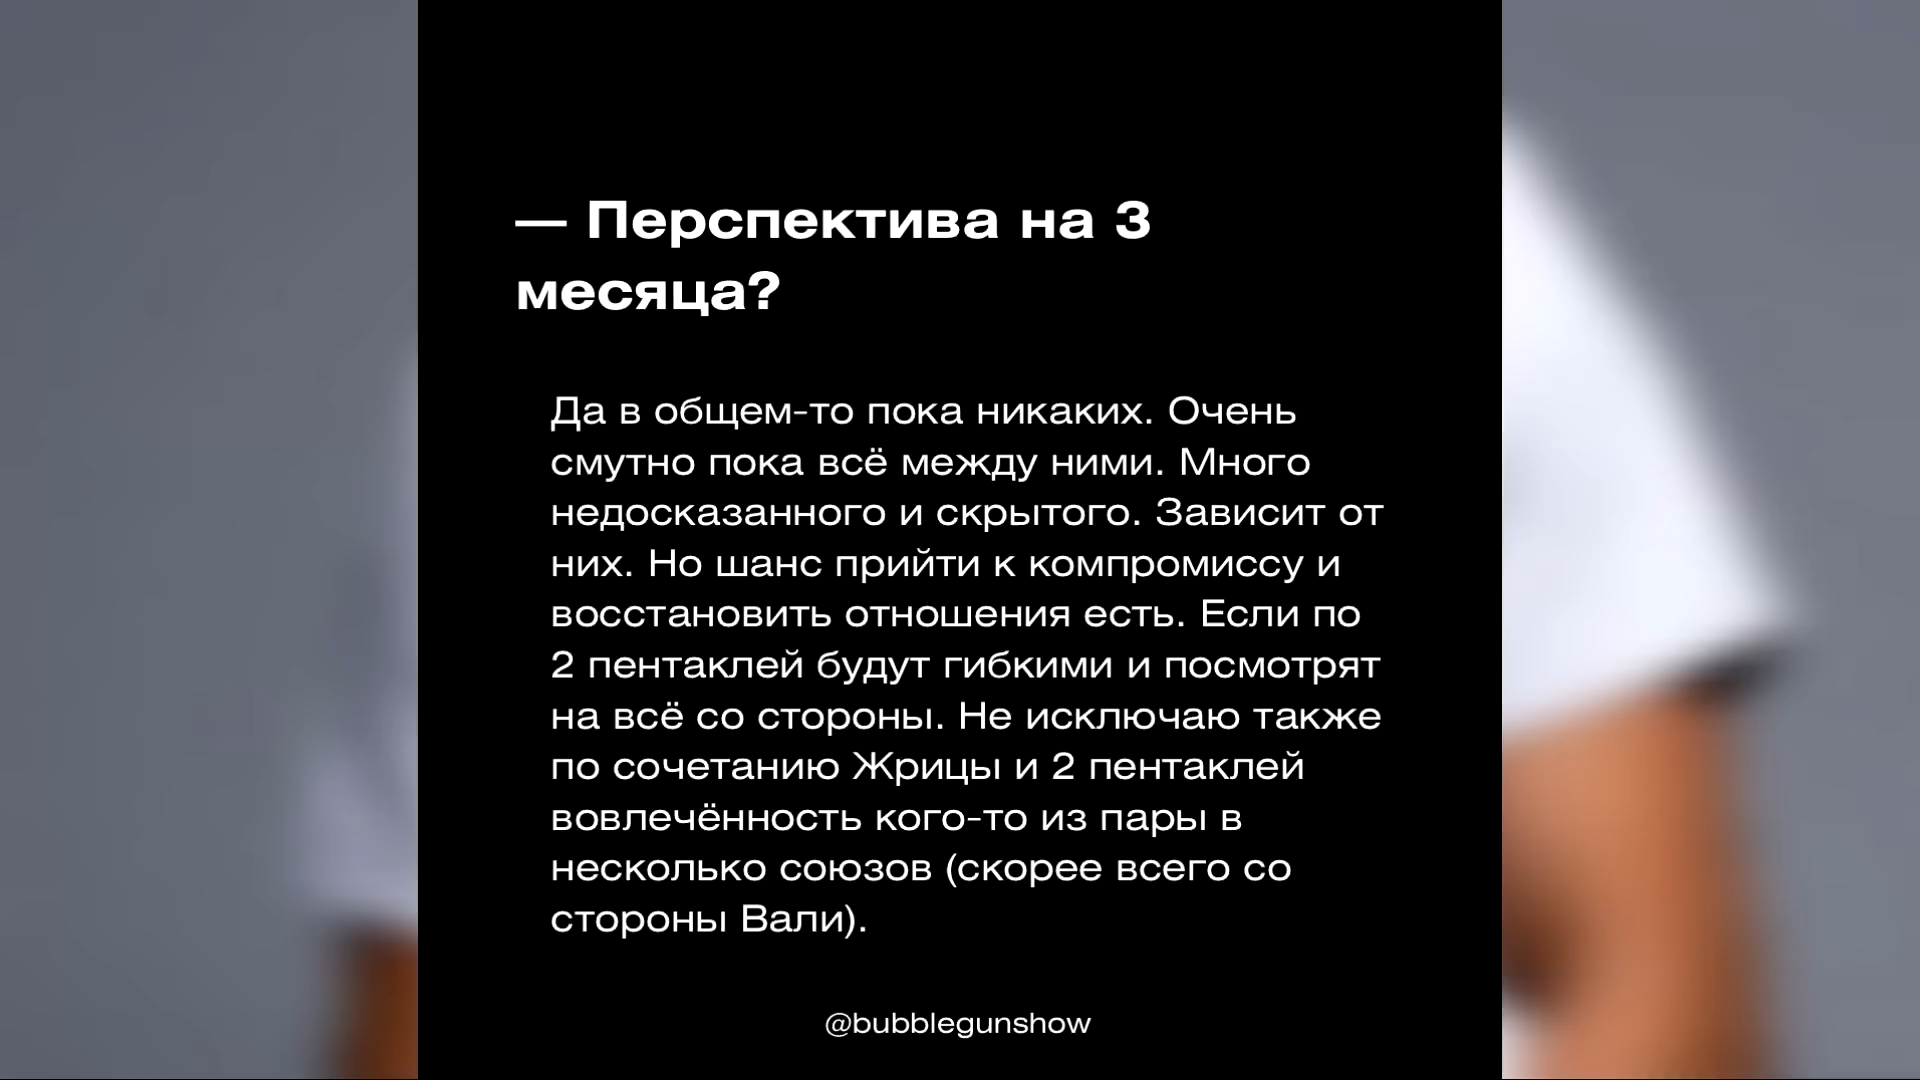 — Перспектива на 3
месяца?
Да в общем-то пока никаких. Очень
смутно пока всё между ними. Много
недосказанного и скрытого. Зависит от
них. Но шанс прийти к компромиссу и
восстановить отношения есть. Если по
2 пентаклей будут гибкими и посмотрят
на всё со стороны. Не исключаю также
по сочетанию Жрицы и 2 пентаклей
вовлечённость кого-то из пары в
несколько союзов (скорее всего со
стороны Вали).
@bubblegunshow